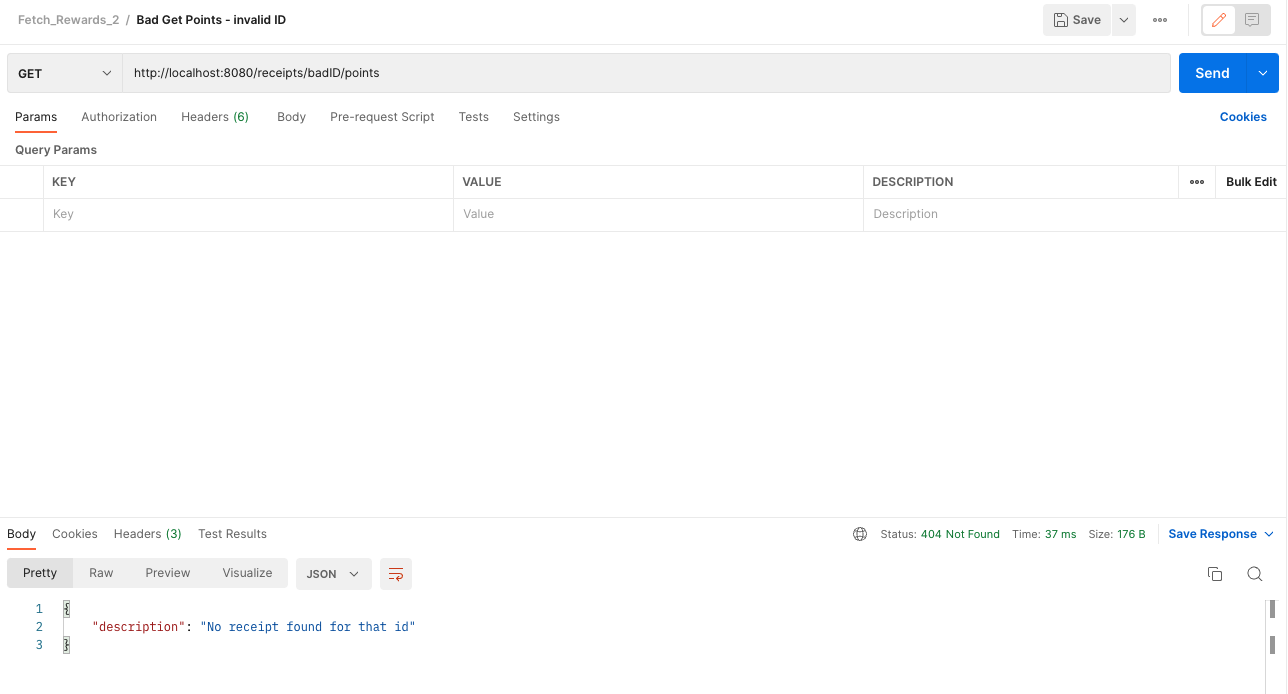 Fetch_Rewards_2 / Bad Get Points - invalid ID Save
GET http://localhost:8080/receipts/badID/points Send
Params Authorization Headers (6) Body Pre-request Script Tests Settings Cookies
Query Params
KEY VALUE DESCRIPTION Bulk Edit
Key Value Description
Body Cookies Headers (3) Test Results Status: 404 Not Found Time: 37 ms Size: 176 B Save Response
Pretty Raw Preview Visualize JSON
1 {
2 "description": "No receipt found for that id"
3 }